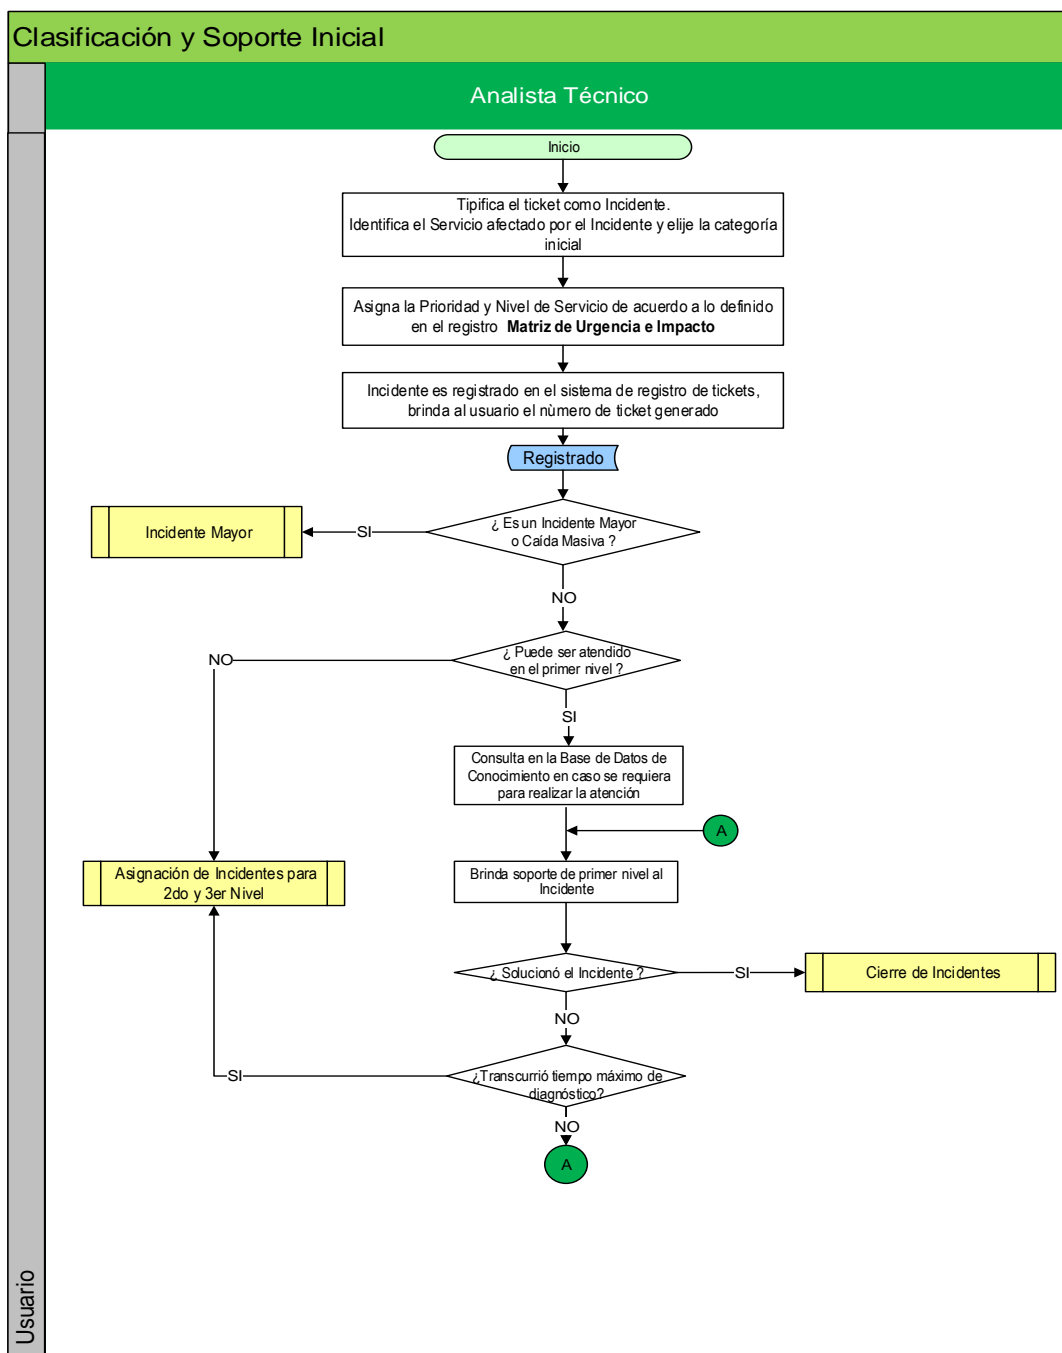 Clasificación y Soporte Inicial
Analista Técnico
Inicio
Tipifica el ticket como Incidente.
Identifica el Servicio afectado por el Incidente y elije la categoría
inicial
Asigna la Prioridad y Nivel de Servicio de acuerdo a lo definido
en el registro Matriz de Urgencia e Impacto
Incidente es registrado en el sistema de registro de tickets,
brinda al usuario el nùmero de ticket generado
Registrado
¿ Es un Incidente Mayor
o Caída Masiva ?
SI
Incidente Mayor
NO
¿ Puede ser atendido
en el primer nivel ?
NO
SI
Consulta en la Base de Datos de
Conocimiento en caso se requiera
para realizar la atención
A
Asignación de Incidentes para
2do y 3er Nivel
Brinda soporte de primer nivel al
Incidente
¿ Solucionó el Incidente ?
SI
Cierre de Incidentes
NO
¿Transcurrió tiempo máximo de
diagnóstico?
SI
NO
A
Usuario